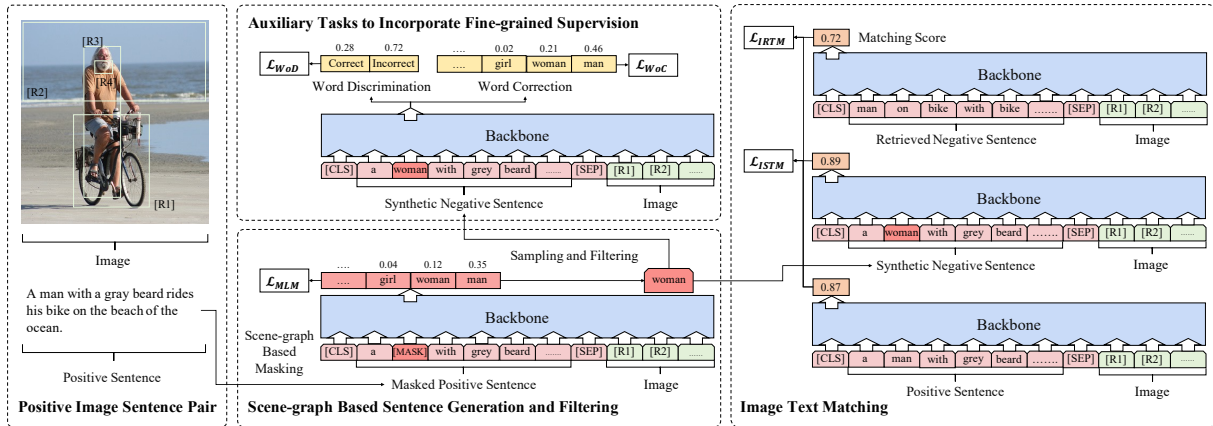 [R3]
[R4]
[R2]
[R1]
Image
A man with a gray beard rides
his bike on the beach of the
ocean.
Positive Sentence
Positive Image Sentence Pair
Auxiliary Tasks to Incorporate Fine-grained Supervision
0.28 0.72 .... 0.02 0.21 0.46
ℒWoD Correct Incorrect .... girl woman man ℒWoC
Word Discrimination Word Correction
Backbone
[CLS] a woman with grey beard ....... [SEP] [R1] [R2] ......
Synthetic Negative Sentence Image
Sampling and Filtering
.... 0.04 0.12 0.35
ℒMLM .... girl woman man woman
Backbone
Scene-graph
Based
Masking
[CLS] a [MASK] with grey beard ....... [SEP] [R1] [R2] ......
Masked Positive Sentence Image
Scene-graph Based Sentence Generation and Filtering
ℒIRTM 0.72 Matching Score
Backbone
[CLS] man on bike with bike ....... [SEP] [R1] [R2] ......
Retrieved Negative Sentence Image
ℒISTM 0.89
Backbone
[CLS] a woman with grey beard ....... [SEP] [R1] [R2] ......
Synthetic Negative Sentence Image
0.87
Backbone
[CLS] a man with grey beard ....... [SEP] [R1] [R2] ......
Positive Sentence Image
Image Text Matching